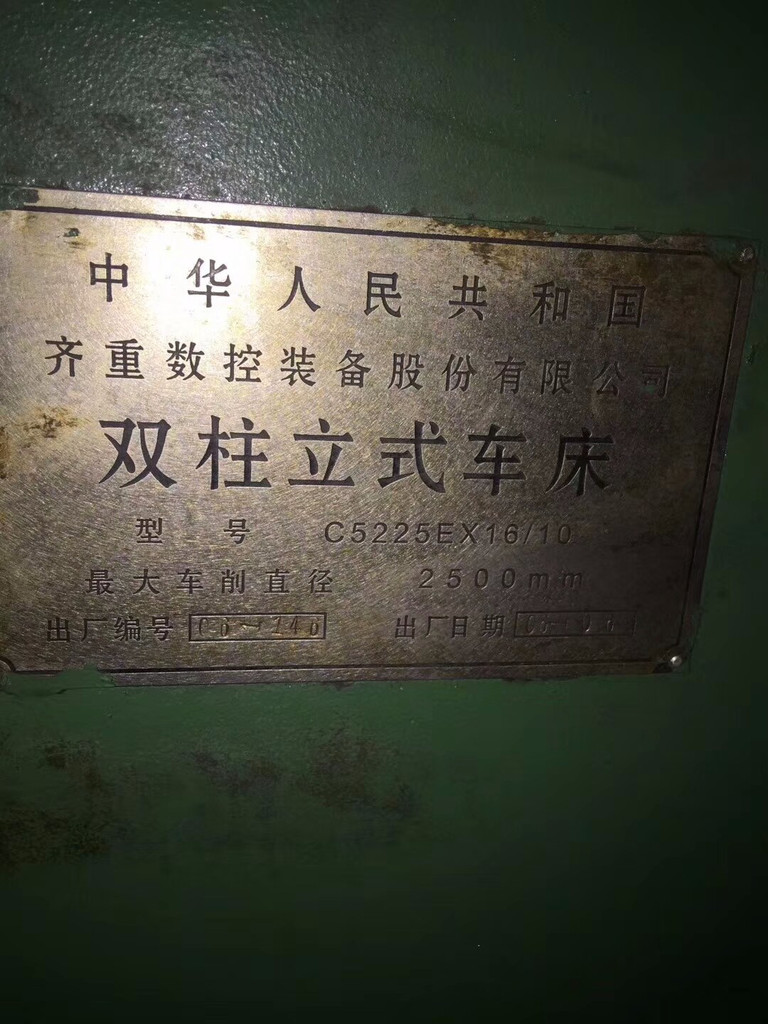 中华人民共和国
齐重数控装备股份有限公司
双柱立式车床
型号 C5225EX16/10
最大车削直径 2500mm
出厂编号 出厂日期